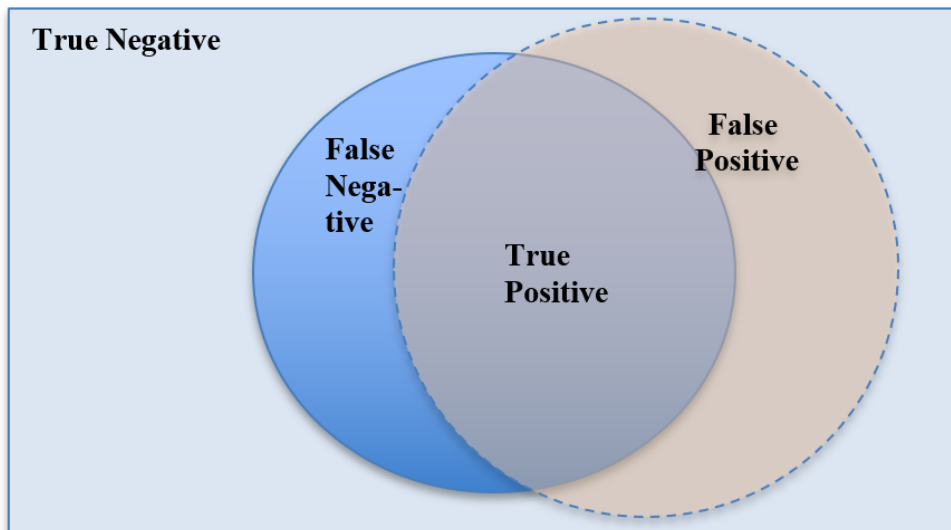 True Negative
False
Nega-
tive
False
Positive
True
Positive